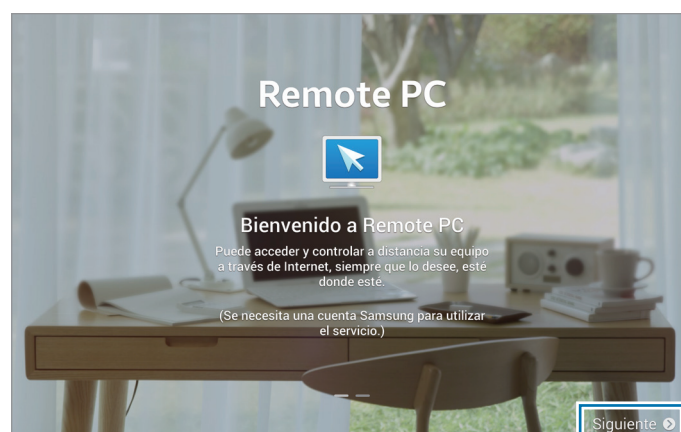 Remote PC
Bienvenido a Remote PC
Puede acceder y controlar a distancia su equipo
a través de Internet, siempre que lo desee, esté
donde esté.
(Se necesita una cuenta Samsung para utilizar
el servicio.)
Siguiente